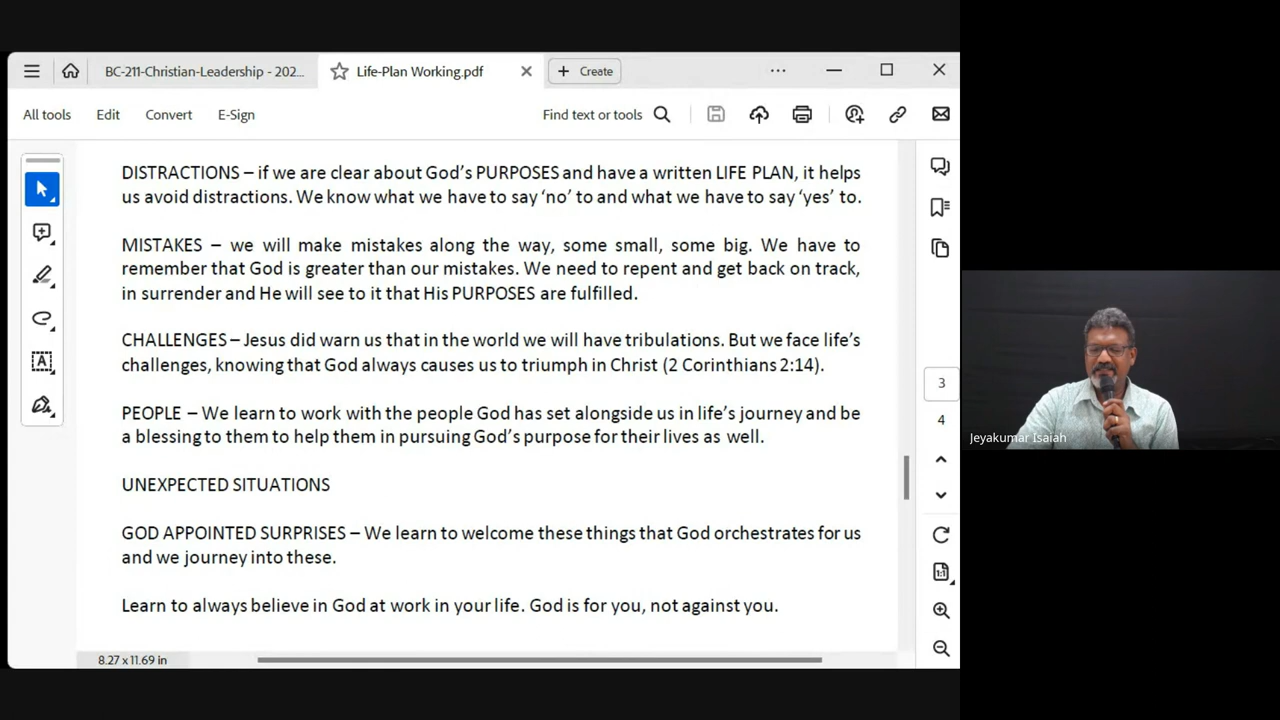 BC-211-Christian-Leadership - 202...
Life-Plan Working.pdf
Create
All tools
Edit
Convert
E-Sign
Find text or tools
DISTRACTIONS – if we are clear about God’s PURPOSES and have a written LIFE PLAN, it helps
us avoid distractions. We know what we have to say ‘no’ to and what we have to say ‘yes’ to.
MISTAKES – we will make mistakes along the way, some small, some big. We have to
remember that God is greater than our mistakes. We need to repent and get back on track,
in surrender and He will see to it that His PURPOSES are fulfilled.
CHALLENGES – Jesus did warn us that in the world we will have tribulations. But we face life’s
challenges, knowing that God always causes us to triumph in Christ (2 Corinthians 2:14).
PEOPLE – We learn to work with the people God has set alongside us in life’s journey and be
a blessing to them to help them in pursuing God’s purpose for their lives as well.
UNEXPECTED SITUATIONS
GOD APPOINTED SURPRISES – We learn to welcome these things that God orchestrates for us
and we journey into these.
Learn to always believe in God at work in your life. God is for you, not against you.
8.27 x 11.69 in
3
4
1:1
Jeyakumar Isaiah